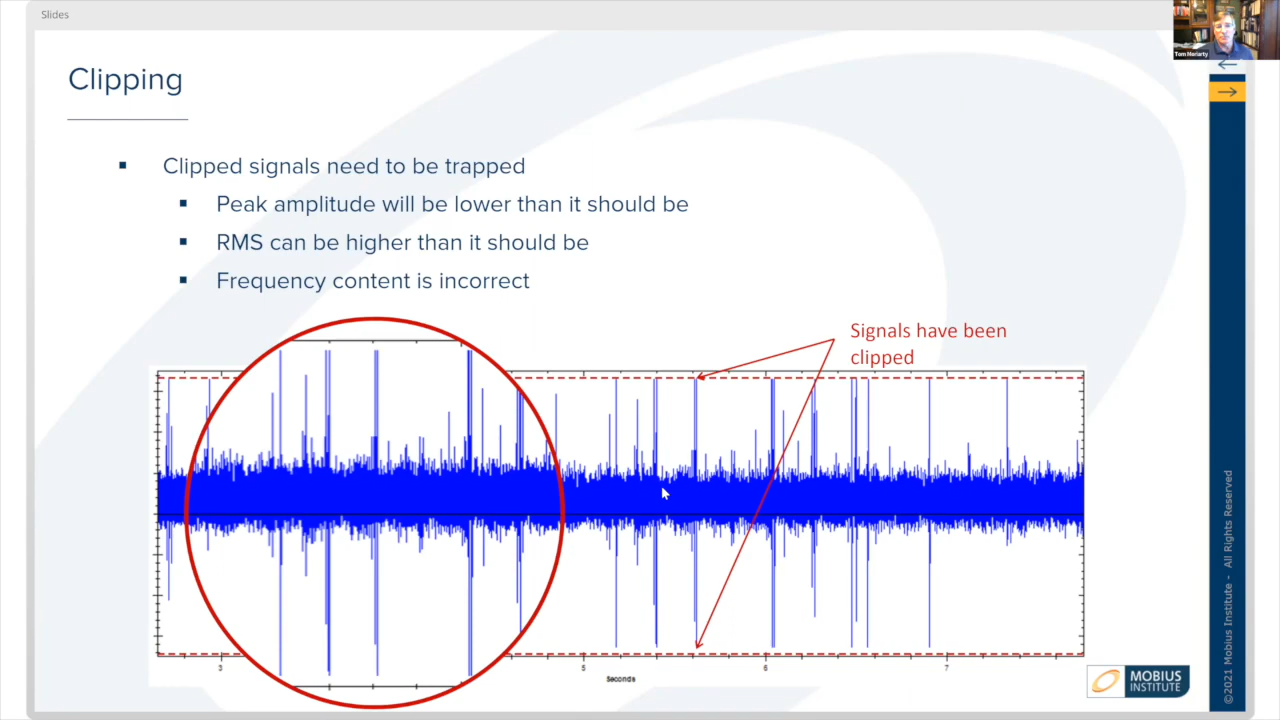 Slides
Tom Moriarty
Clipping
Clipped signals need to be trapped
Peak amplitude will be lower than it should be
RMS can be higher than it should be
Frequency content is incorrect
Signals have been
clipped
3
5
6
7
Seconds
MOBIUS
INSTITUTE
©2021 Mobius Institute - All Rights Reserved